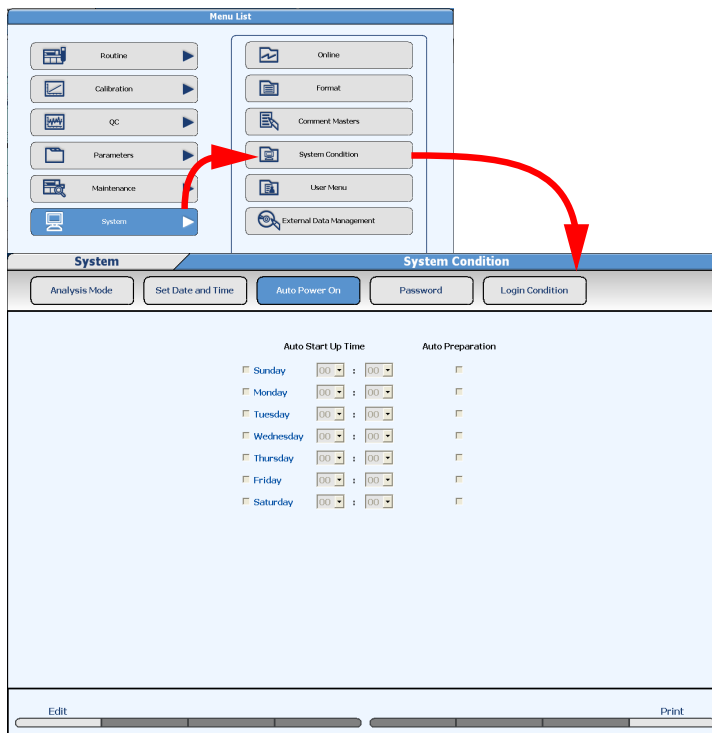 Menu List
Routine
Calibration
QC
Parameters
Maintenance
System
Online
Format
Comment Masters
System Condition
User Menu
External Data Management
System System Condition
Analysis Mode Set Date and Time Auto Power On Password Login Condition
Auto Start Up Time Auto Preparation
Sunday 00 : 00
Monday 00 : 00
Tuesday 00 : 00
Wednesday 00 : 00
Thursday 00 : 00
Friday 00 : 00
Saturday 00 : 00
Edit Print